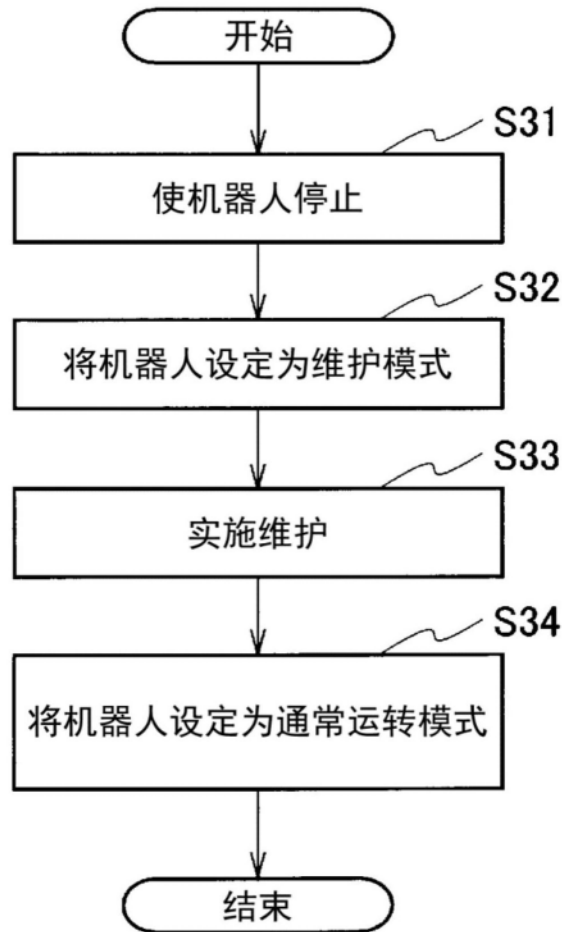 开始
S31
使机器人停止
S32
将机器人设定为维护模式
S33
实施维护
S34
将机器人设定为通常运转模式
结束